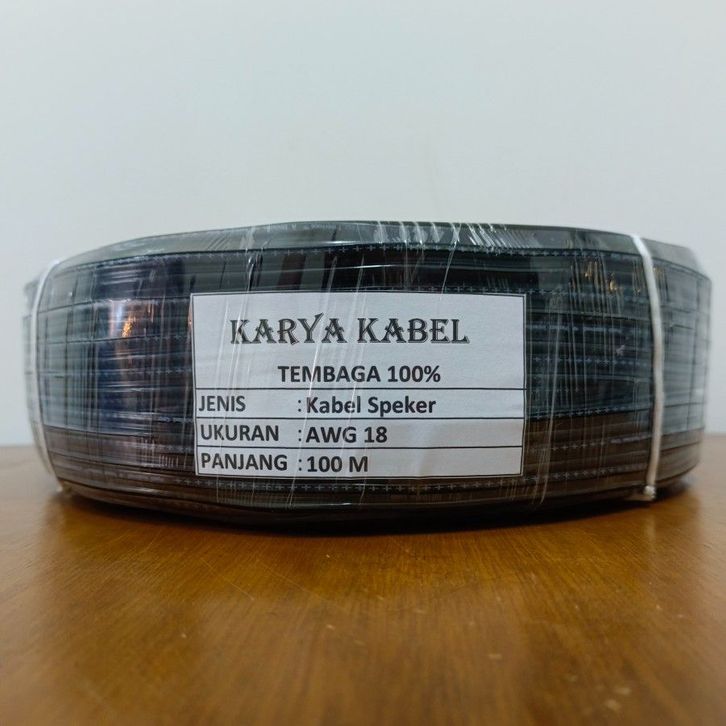 KARYA KABEL
TEMBAGA 100%
JENIS : Kabel Speker
UKURAN : AWG 18
PANJANG : 100 M